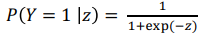 P(Y = 1 |z) = 1 / 1+exp(−z)